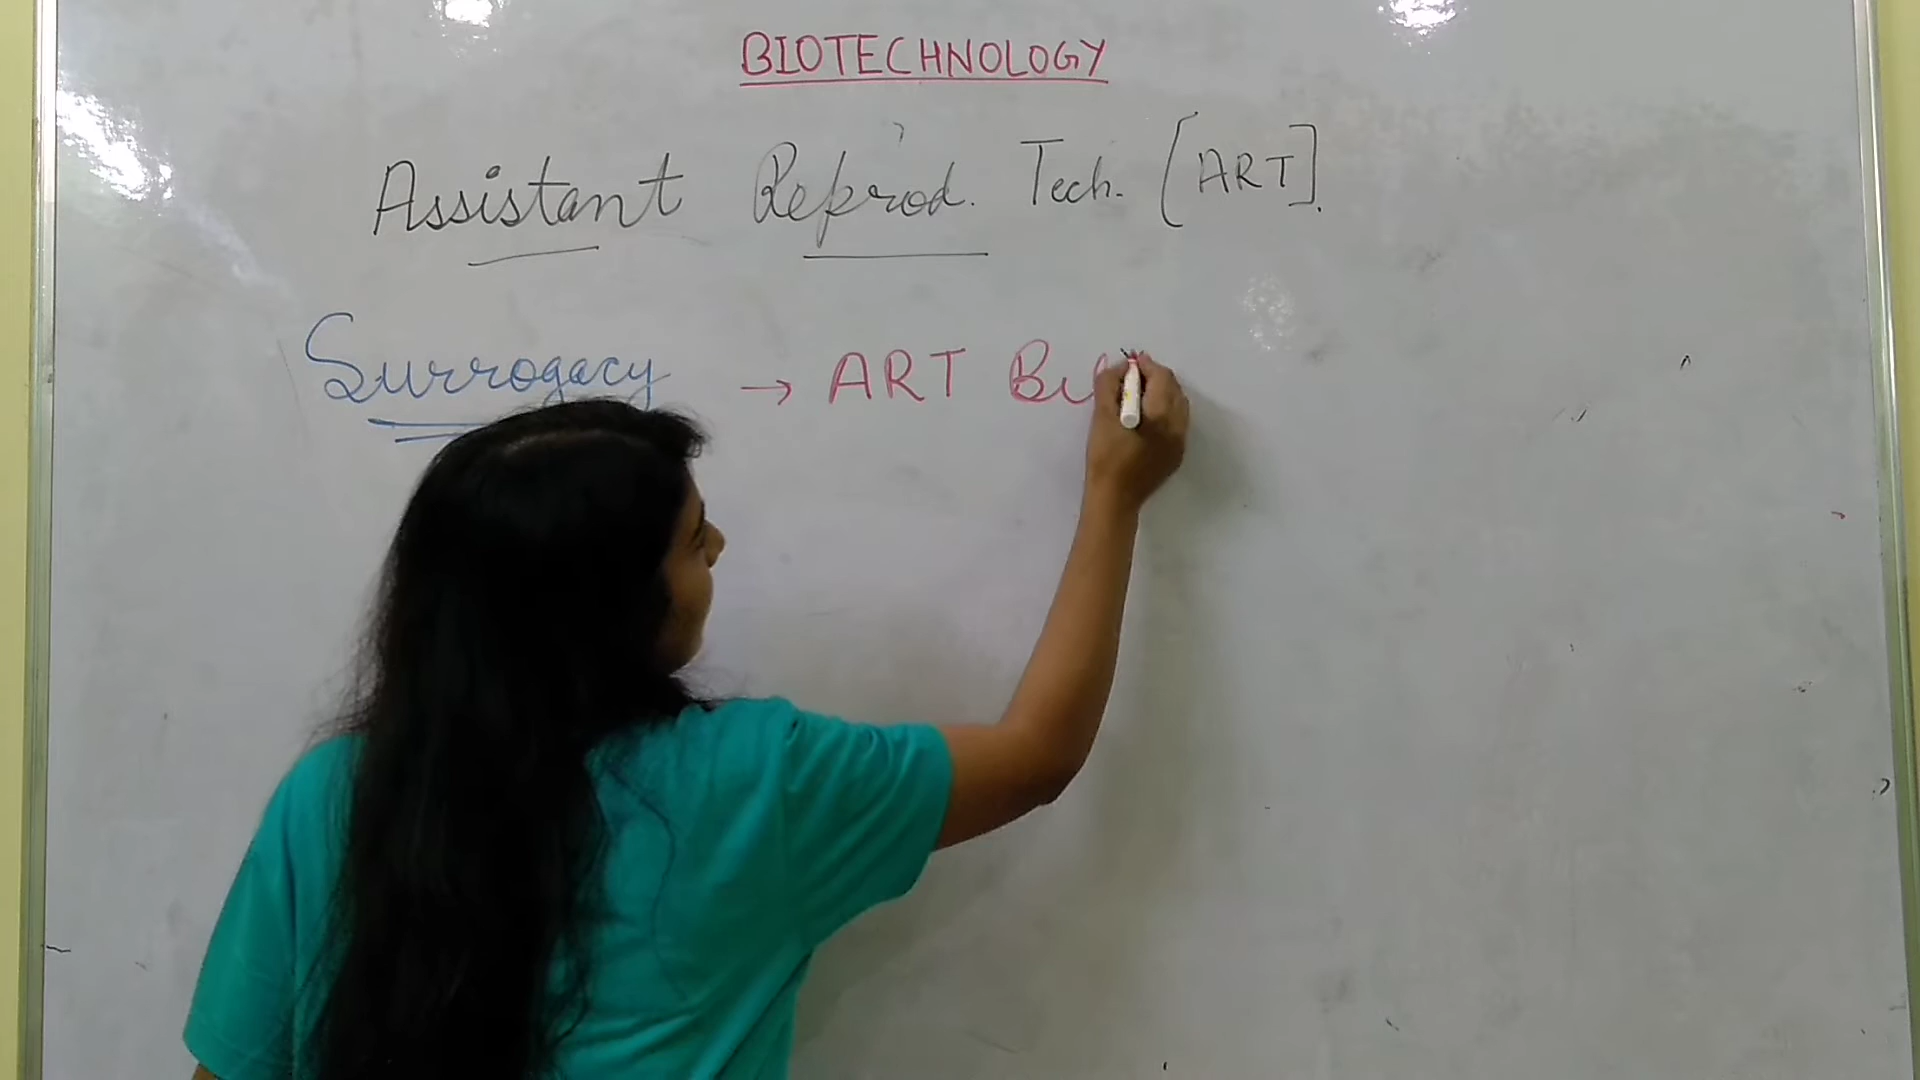 BIOTECHNOLOGY
Assistant Reprod. Tech. [ART].
Surrogacy → ART